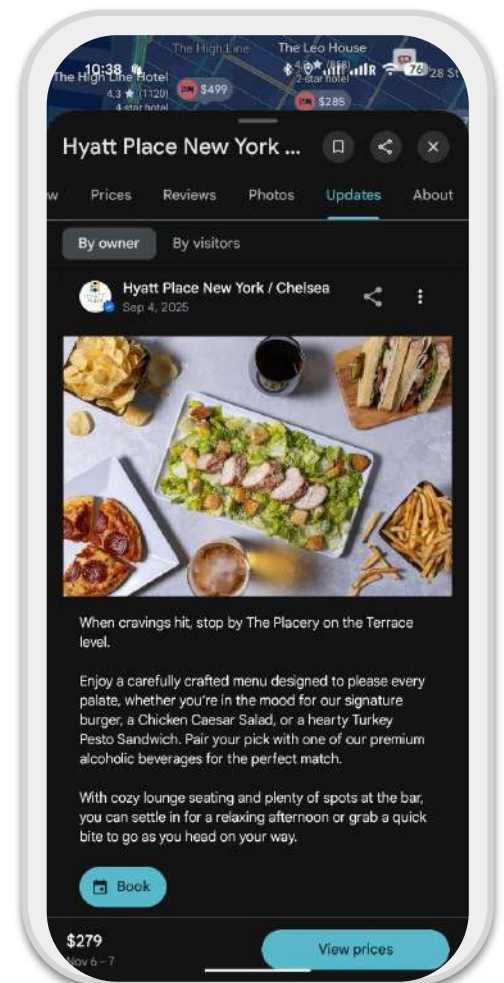 The High Line
The Leo House
10:38
The High Line Hotel
4.3 ★ (1120)
4-star hotel
$499
2-star hotel
76
28 St
$285
Hyatt Place New York ...
w
Prices
Reviews
Photos
Updates
About
By owner
By visitors
Hyatt Place New York / Chelsea
Sep 4, 2025
When cravings hit, stop by The Placery on the Terrace
level.
Enjoy a carefully crafted menu designed to please every
palate, whether you're in the mood for our signature
burger, a Chicken Caesar Salad, or a hearty Turkey
Pesto Sandwich. Pair your pick with one of our premium
alcoholic beverages for the perfect match.
With cozy lounge seating and plenty of spots at the bar,
you can settle in for a relaxing afternoon or grab a quick
bite to go as you head on your way.
Book
$279
Nov 6 – 7
View prices